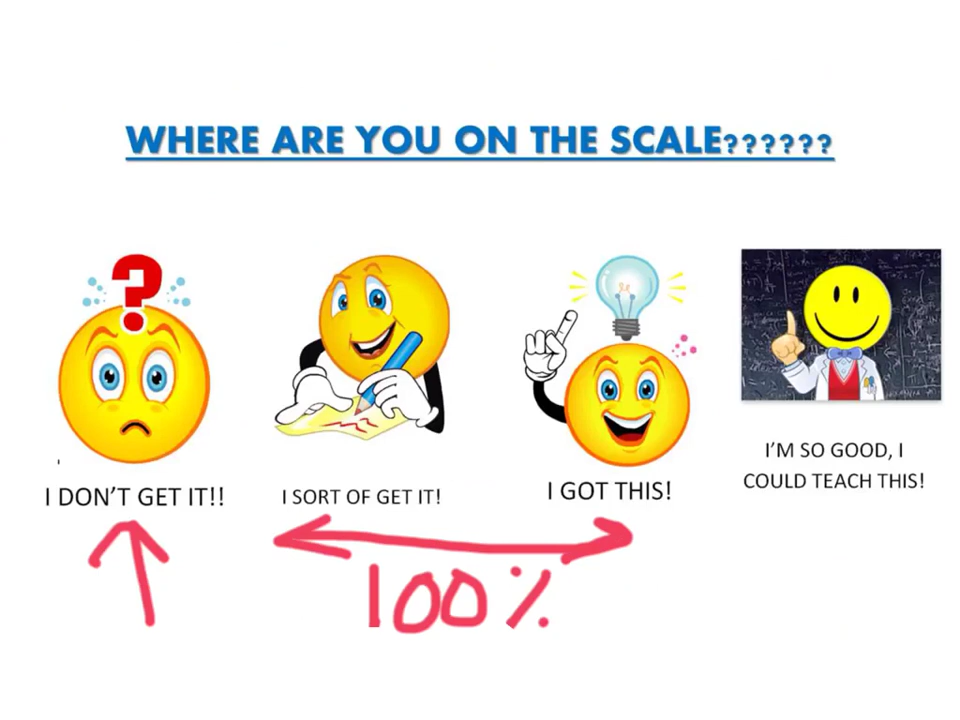 WHERE ARE YOU ON THE SCALE??????
?
I DON'T GET IT!!
I SORT OF GET IT!
I GOT THIS!
I'M SO GOOD, I
COULD TEACH THIS!
100%